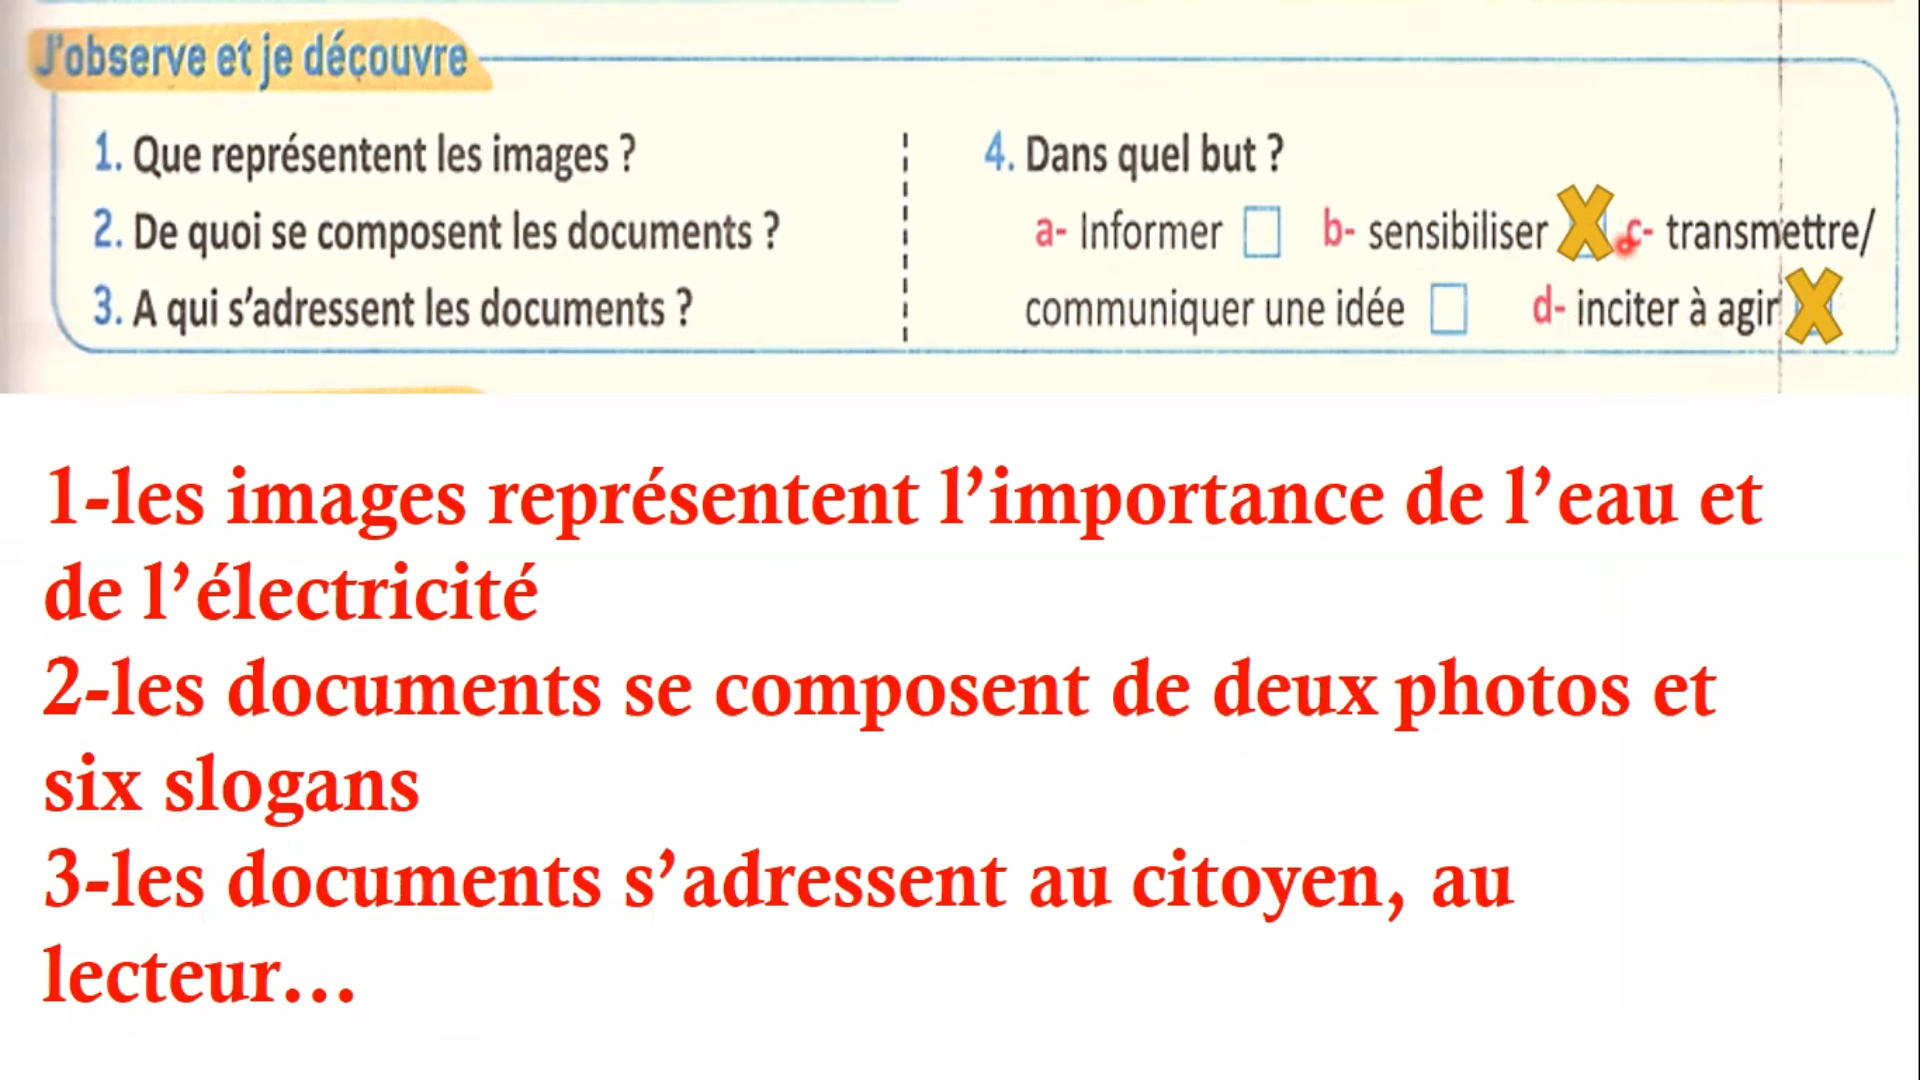 J'observe et je découvre
1. Que représentent les images ?
2. De quoi se composent les documents ?
3. A qui s'adressent les documents ?
4. Dans quel but ?
a- Informer b- sensibiliser c- transmettre/
communiquer une idée d- inciter à agir
1-les images représentent l'importance de l'eau et
de l'électricité
2-les documents se composent de deux photos et
six slogans
3-les documents s'adressent au citoyen, au
lecteur...